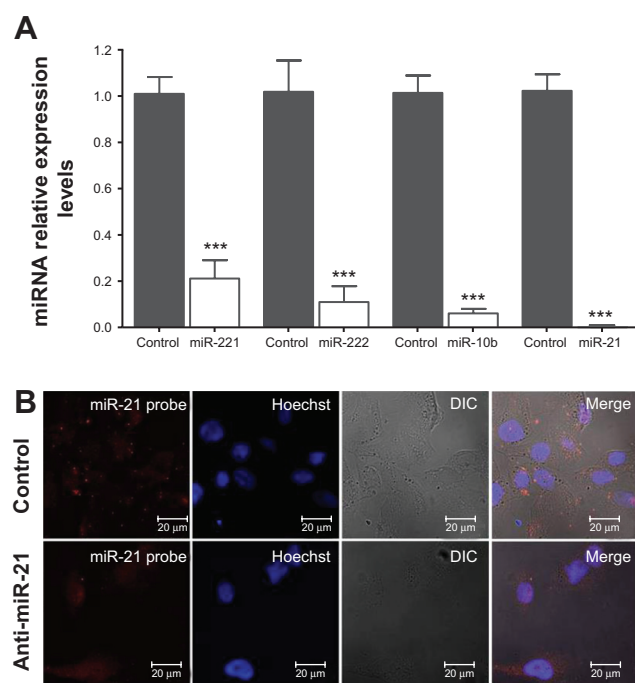 A
miRNA relative expression
levels
1.2
1.0
0.8
0.6
0.4
0.2
0.0
***
***
***
***
Control miR-221 Control miR-222 Control miR-10b Control miR-21
B
Control
miR-21 probe Hoechst DIC Merge
20 µm 20 µm 20 µm 20 µm
Anti-miR-21
miR-21 probe Hoechst DIC Merge
20 µm 20 µm 20 µm 20 µm